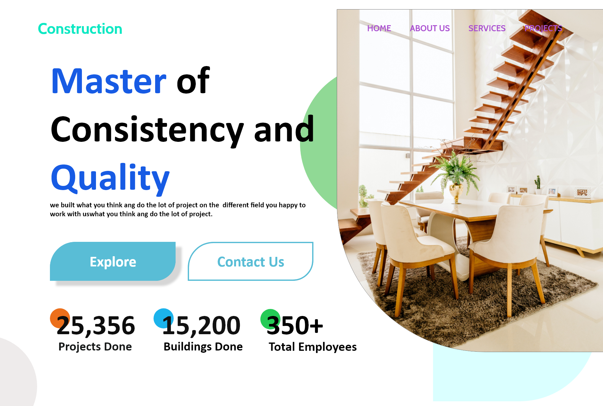 Construction
HOME ABOUT US SERVICES PROJECTS
Master of
Consistency and
Quality
we built what you think ang do the lot of project on the different field you happy to
work with uswhat you think ang do the lot of project.
Explore Contact Us
25,356 15,200 350+
Projects Done Buildings Done Total Employees